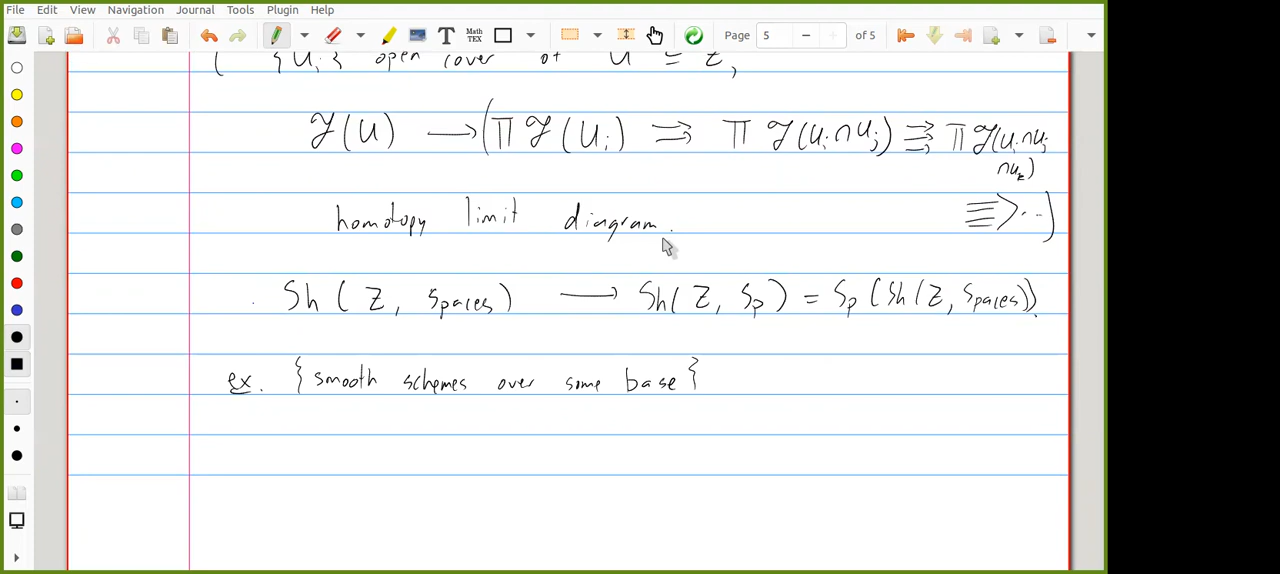 File Edit View Navigation Journal Tools Plugin Help
T Math TEX Page 5 of 5
{Ui} open cover of U ⊆ Z,
ℱ(U) ⟶ (∏ ℱ(Ui) ⇉ ∏ ℱ(Ui∩Uj) ⇶ ∏ ℱ(Ui∩Uj
∩Uk)
homotopy limit diagram. ≡> ...)
Sh(Z, Spaces) ⟶ Sh(Z, Sp) = Sp(Sh(Z, Spaces)).
ex. {smooth schemes over some base}